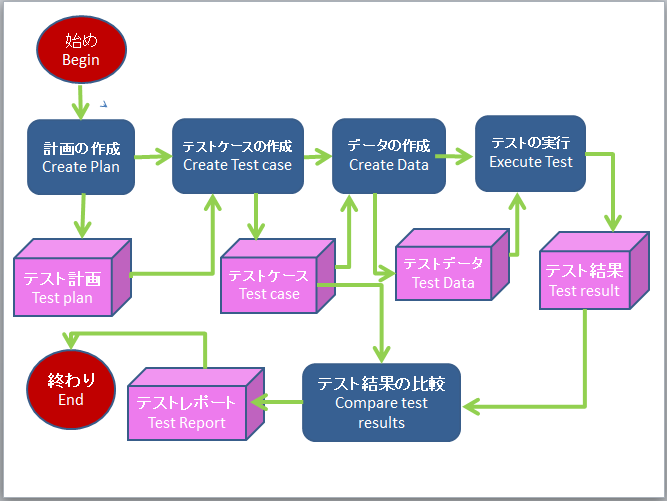 始め
Begin
計画の作成
Create Plan
テストケースの作成
Create Test case
データの作成
Create Data
テストの実行
Execute Test
テスト計画
Test plan
テストケース
Test case
テストデータ
Test Data
テスト結果
Test result
終わり
End
テストレポート
Test Report
テスト結果の比較
Compare test
results